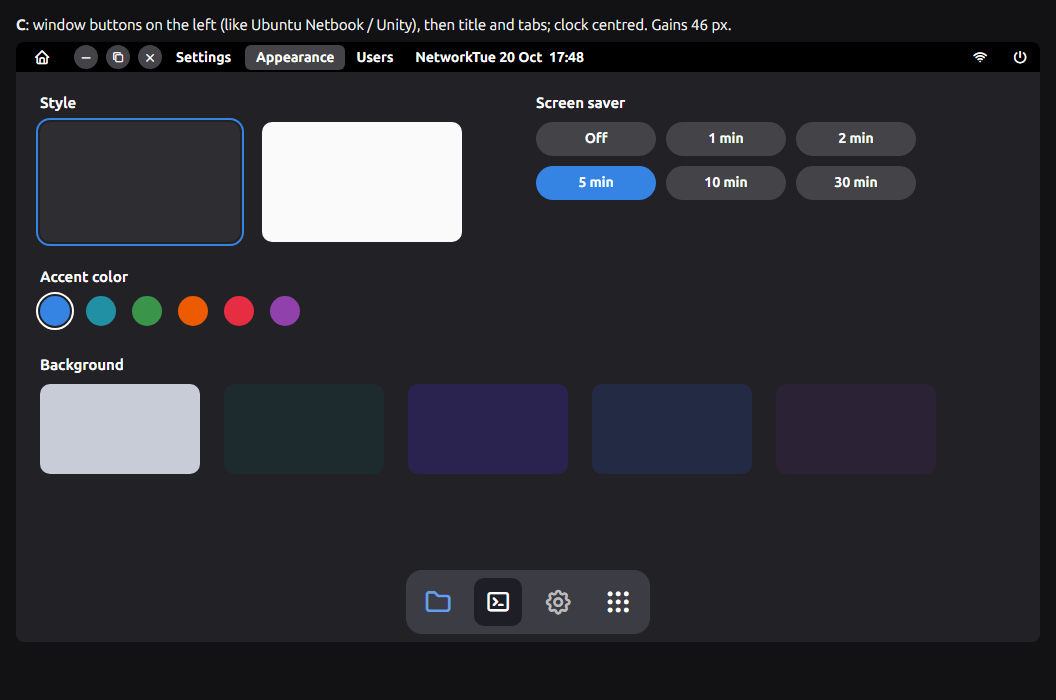 C: window buttons on the left (like Ubuntu Netbook / Unity), then title and tabs; clock centred. Gains 46 px.
Settings Appearance Users NetworkTue 20 Oct 17:48
Style
Screen saver
Off 1 min 2 min
5 min 10 min 30 min
Accent color
Background